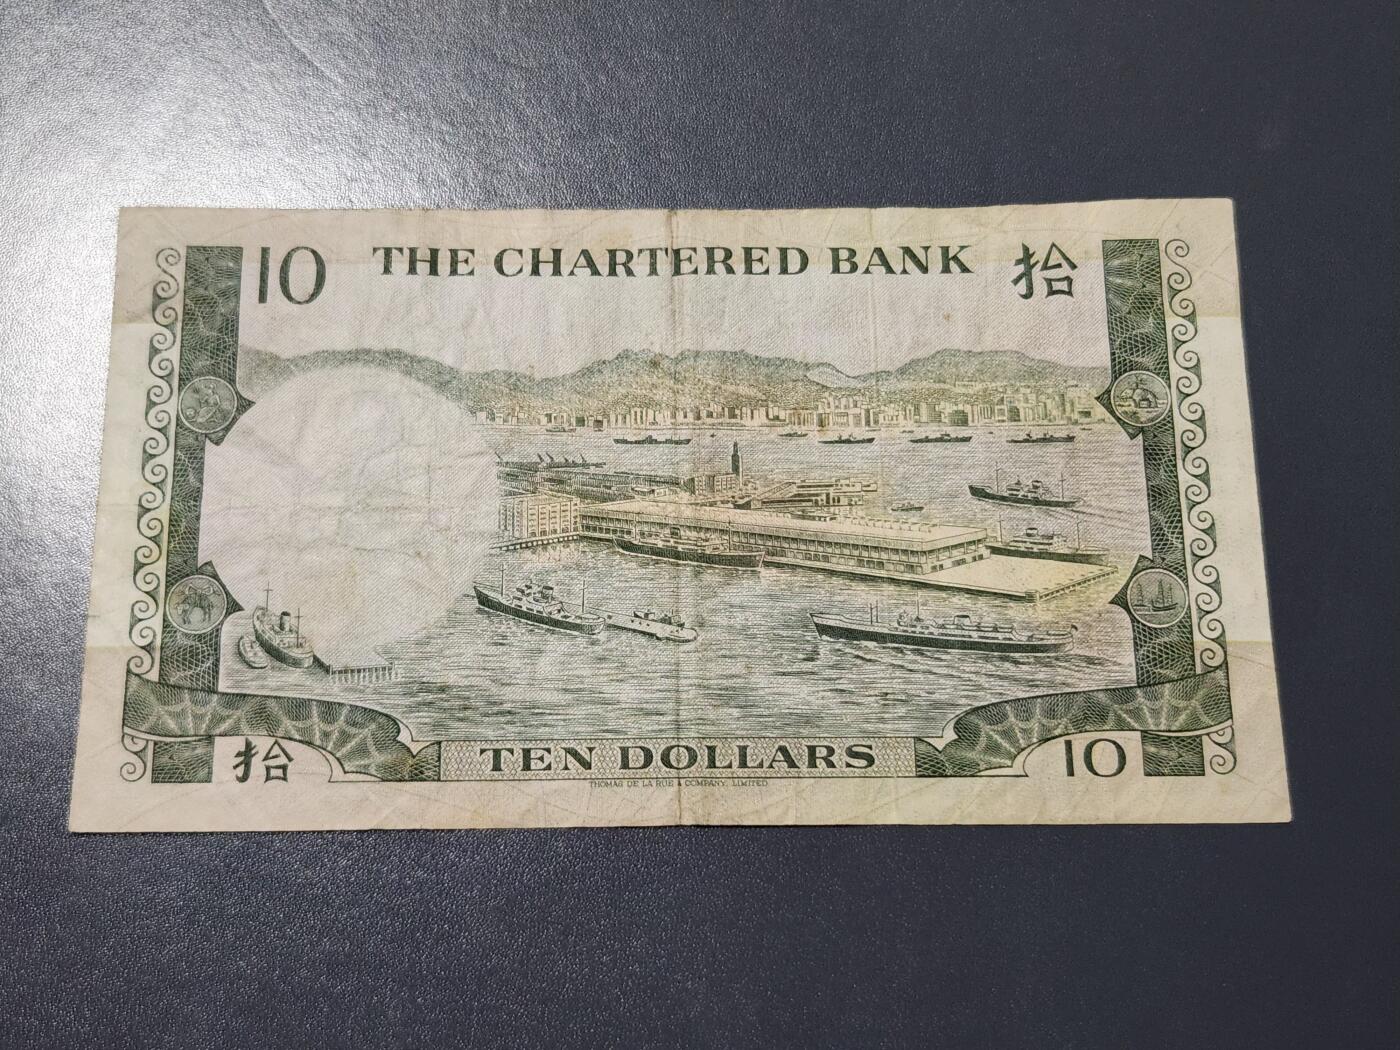 10 THE CHARTERED BANK 拾
拾 TEN DOLLARS 10
THOMAS DE LA RUE & COMPANY, LIMITED